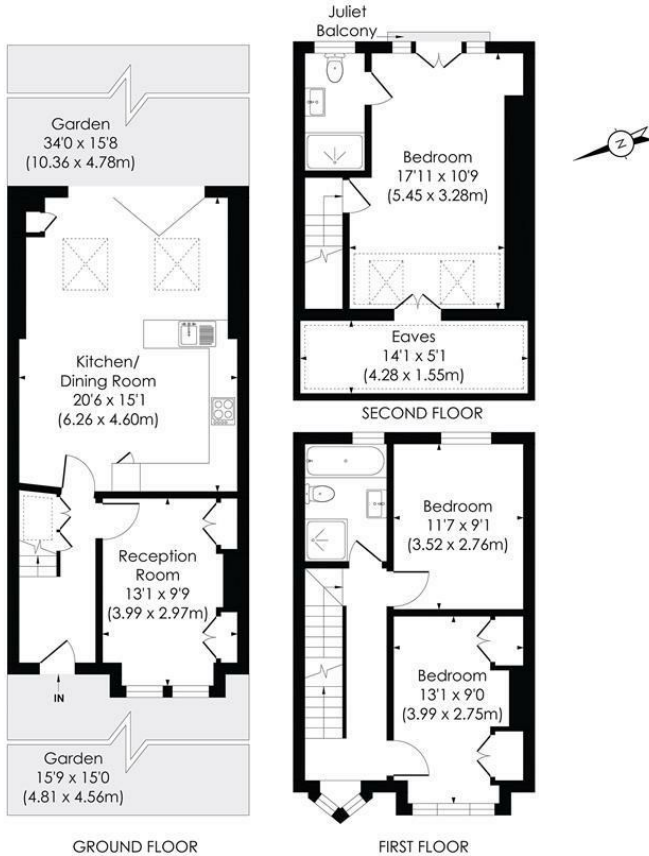 Juliet
Balcony
Garden
34'0 x 15'8
(10.36 x 4.78m)
N
Bedroom
17'11 x 10'9
(5.45 x 3.28m)
Kitchen/
Dining Room
20'6 x 15'1
(6.26 x 4.60m)
Eaves
14'1 x 5'1
(4.28 x 1.55m)
SECOND FLOOR
Reception
Room
13'1 x 9'9
(3.99 x 2.97m)
IN
Garden
15'9 x 15'0
(4.81 x 4.56m)
GROUND FLOOR
Bedroom
11'7 x 9'1
(3.52 x 2.76m)
Bedroom
13'1 x 9'0
(3.99 x 2.75m)
FIRST FLOOR